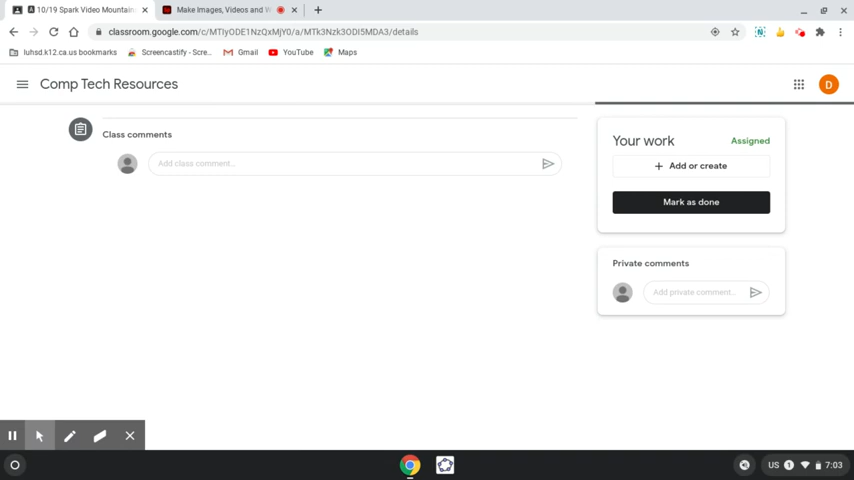 10/19 Spark Video Mountain
Make Images, Videos and W
classroom.google.com/c/MTIyODE1NzQxMjY0/a/MTk3Nzk3ODI5MDA3/details
luhsd.k12.ca.us bookmarks
Screencastify - Scre...
Gmail
YouTube
Maps
Comp Tech Resources
D
Class comments
Add class comment...
Your work
Assigned
+ Add or create
Mark as done
Private comments
Add private comment...
US
1
7:03